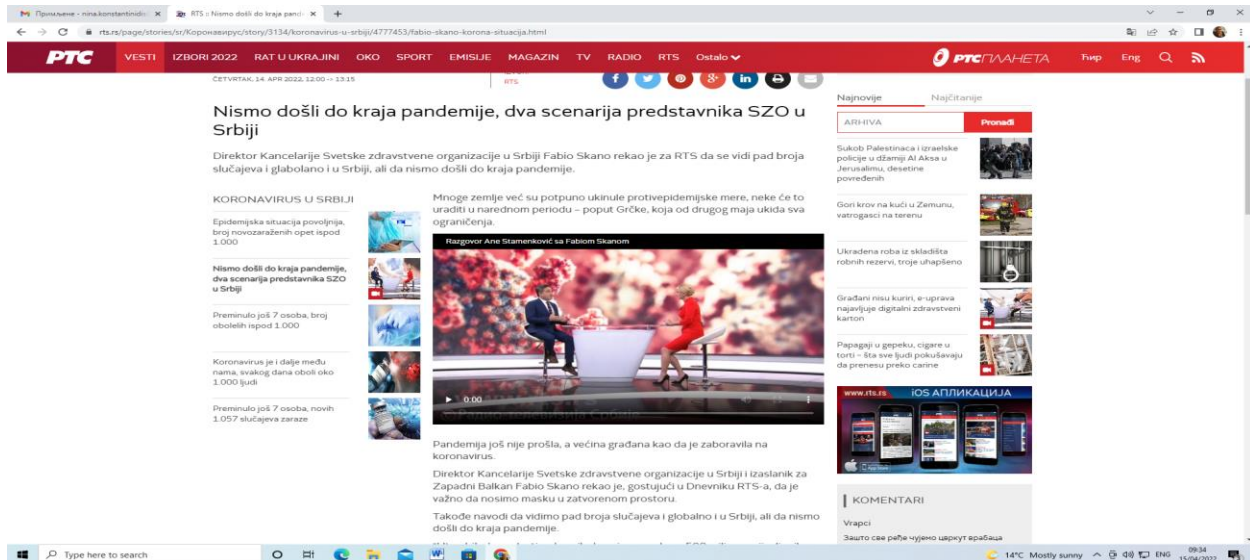 Примљене - nina.konstantinidis
RTS :: Nismo došli do kraja pand
rts.rs/page/stories/sr/Коронавирус/story/3134/koronavirus-u-srbiji/4777453/fabio-skano-korona-situacija.html
РТС
VESTI
IZBORI 2022
RAT U UKRAJINI
OKO
SPORT
EMISIJE
MAGAZIN
TV
RADIO
RTS
Ostalo
РТС ПЛАНЕТА
Ћир
Eng
ČETVRTAK, 14. APR 2022, 12:00 -> 13:15
RTS
Nismo došli do kraja pandemije, dva scenarija predstavnika SZO u
Srbiji
Direktor Kancelarije Svetske zdravstvene organizacije u Srbiji Fabio Skano rekao je za RTS da se vidi pad broja
slučajeva i glabolano i u Srbiji, ali da nismo došli do kraja pandemije.
KORONAVIRUS U SRBIJI
Epidemijska situacija povoljnija,
broj novozaraženih opet ispod
1.000
Nismo došli do kraja pandemije,
dva scenarija predstavnika SZO
u Srbiji
Preminulo još 7 osoba, broj
obolelih ispod 1.000
Koronavirus je i dalje među
nama, svakog dana oboli oko
1.000 ljudi
Preminulo još 7 osoba, novih
1.057 slučajeva zaraze
Mnoge zemlje već su potpuno ukinule protivepidemijske mere, neke će to
uraditi u narednom periodu – poput Grčke, koja od drugog maja ukida sva
ograničenja.
Razgovor Ane Stamenković sa Fabiom Skanom
0:00
Pandemija još nije prošla, a većina građana kao da je zaboravila na
koronavirus.
Direktor Kancelarije Svetske zdravstvene organizacije u Srbiji i izaslanik za
Zapadni Balkan Fabio Skano rekao je, gostujući u Dnevniku RTS-a, da je
važno da nosimo masku u zatvorenom prostoru.
Takođe navodi da vidimo pad broja slučajeva i globalno i u Srbiji, ali da nismo
došli do kraja pandemije.
Najnovije
Najčitanije
ARHIVA
Pronađi
Sukob Palestinaca i izraelske
policije u džamiji Al Aksa u
Jerusalimu, desetine
povređenih
Gori krov na kući u Zemunu,
vatrogasci na terenu
Ukradena roba iz skladišta
robnih rezervi, troje uhapšeno
Građani nisu kuriri, e-uprava
najavljuje digitalni zdravstveni
karton
Papagaji u gepeku, cigare u
torti – šta sve ljudi pokušavaju
da prenesu preko carine
www.rts.rs
iOS АПЛИКАЦИЈА
KOMENTARI
Vrapci
Зашто све ређе чујемо цвркут врабаца
Type here to search
14°C Mostly sunny
ENG
09:34
15/04/2022